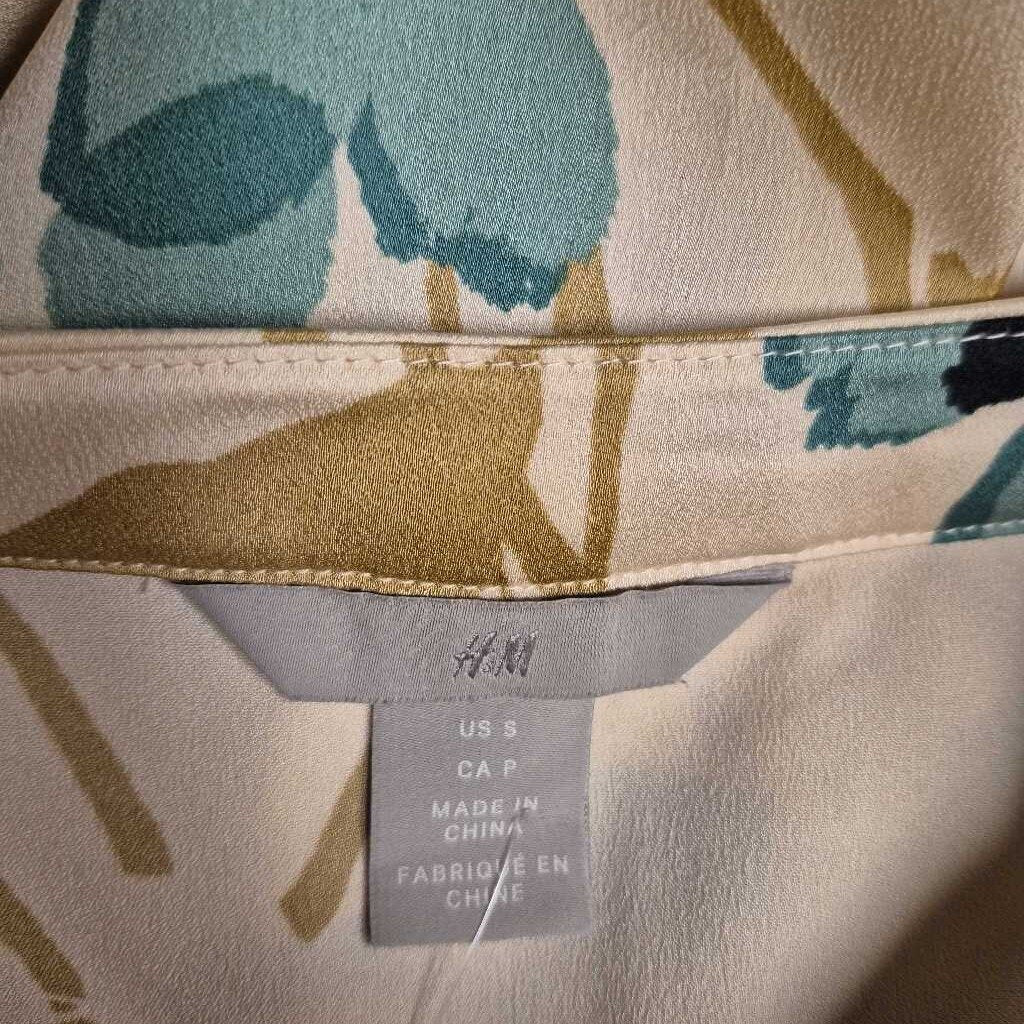 H&M
US S
CA P
MADE IN
CHINA
FABRIQUÉ EN
CHINE